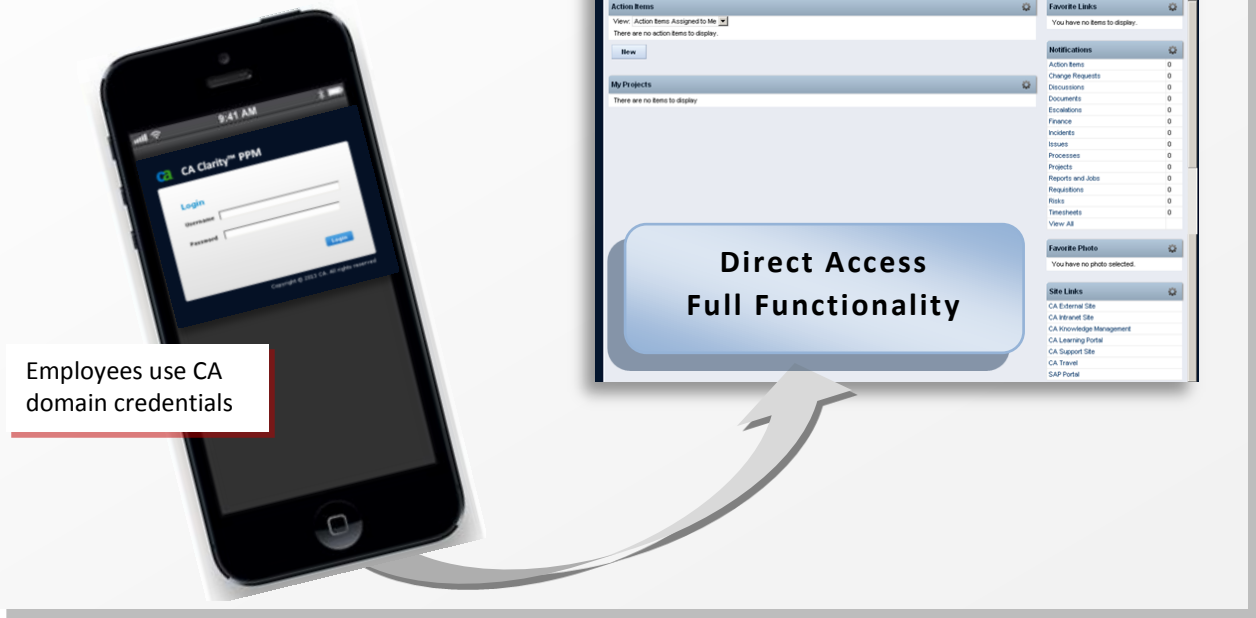 9:41 AM
ca CA Clarity™ PPM
Login
Username
Password
Login
Copyright © 2013 CA. All rights reserved
Employees use CA
domain credentials
Action Items
View: Action Items Assigned to Me
There are no action items to display.
New
My Projects
There are no items to display
Direct Access
Full Functionality
Favorite Links
You have no items to display.
Notifications
Action Items 0
Change Requests 0
Discussions 0
Documents 0
Escalations 0
Finance 0
Incidents 0
Issues 0
Processes 0
Projects 0
Reports and Jobs 0
Requisitions 0
Risks 0
Timesheets 0
View All
Favorite Photo
You have no photo selected.
Site Links
CA External Site
CA Intranet Site
CA Knowledge Management
CA Learning Portal
CA Support Site
CA Travel
SAP Portal